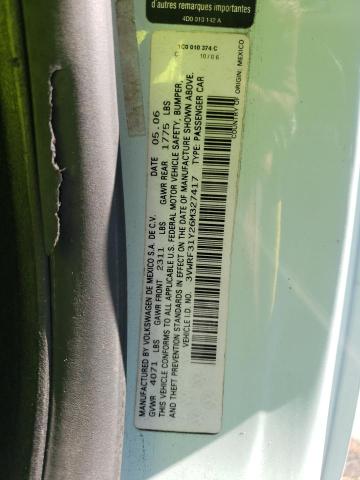 d'autres remarques importantes
4D0 010 142 A
1C0 010 374 C
10/06
MANUFACTURED BY VOLKSWAGEN DE MEXICO S.A. DE C.V. DATE 05.06
GVWR 4071 LBS GAWR FRONT 2311 LBS GAWR REAR 1775 LBS
THIS VEHICLE CONFORMS TO ALL APPLICABLE U.S. FEDERAL MOTOR VEHICLE SAFETY, BUMPER,
AND THEFT PREVENTION STANDARDS IN EFFECT ON THE DATE OF MANUFACTURE SHOWN ABOVE.
VEHICLE I.D. NO. 3VWRF31Y26M327417 TYPE: PASSENGER CAR
COUNTRY OF ORIGIN: MEXICO